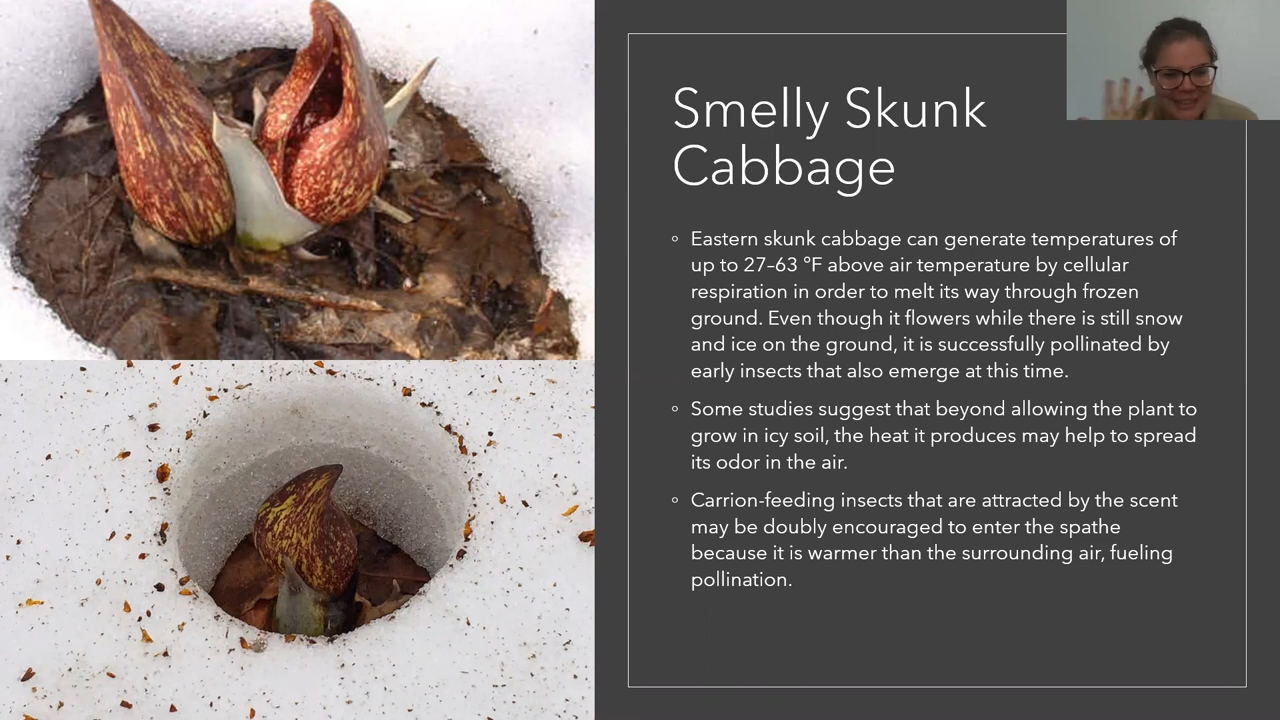 Smelly Skunk
Cabbage
Eastern skunk cabbage can generate temperatures of
up to 27–63 °F above air temperature by cellular
respiration in order to melt its way through frozen
ground. Even though it flowers while there is still snow
and ice on the ground, it is successfully pollinated by
early insects that also emerge at this time.
Some studies suggest that beyond allowing the plant to
grow in icy soil, the heat it produces may help to spread
its odor in the air.
Carrion-feeding insects that are attracted by the scent
may be doubly encouraged to enter the spathe
because it is warmer than the surrounding air, fueling
pollination.